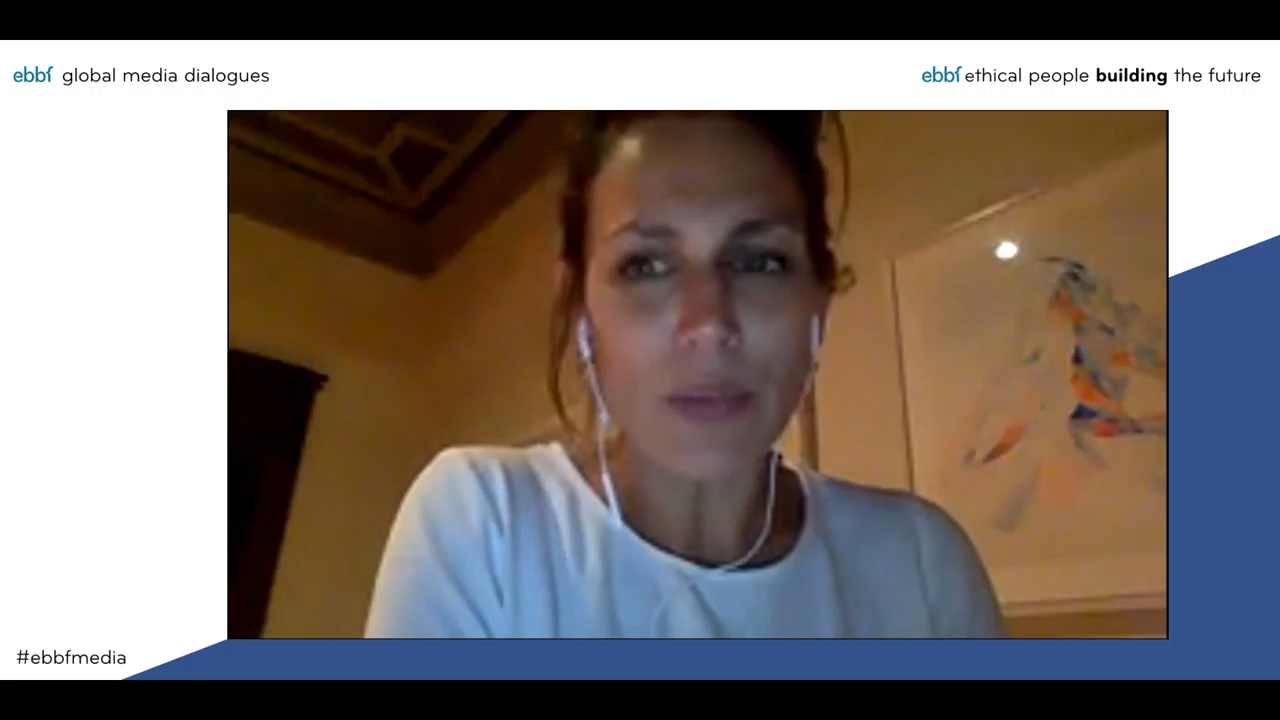 ebbf global media dialogues
ebbf ethical people building the future
#ebbfmedia